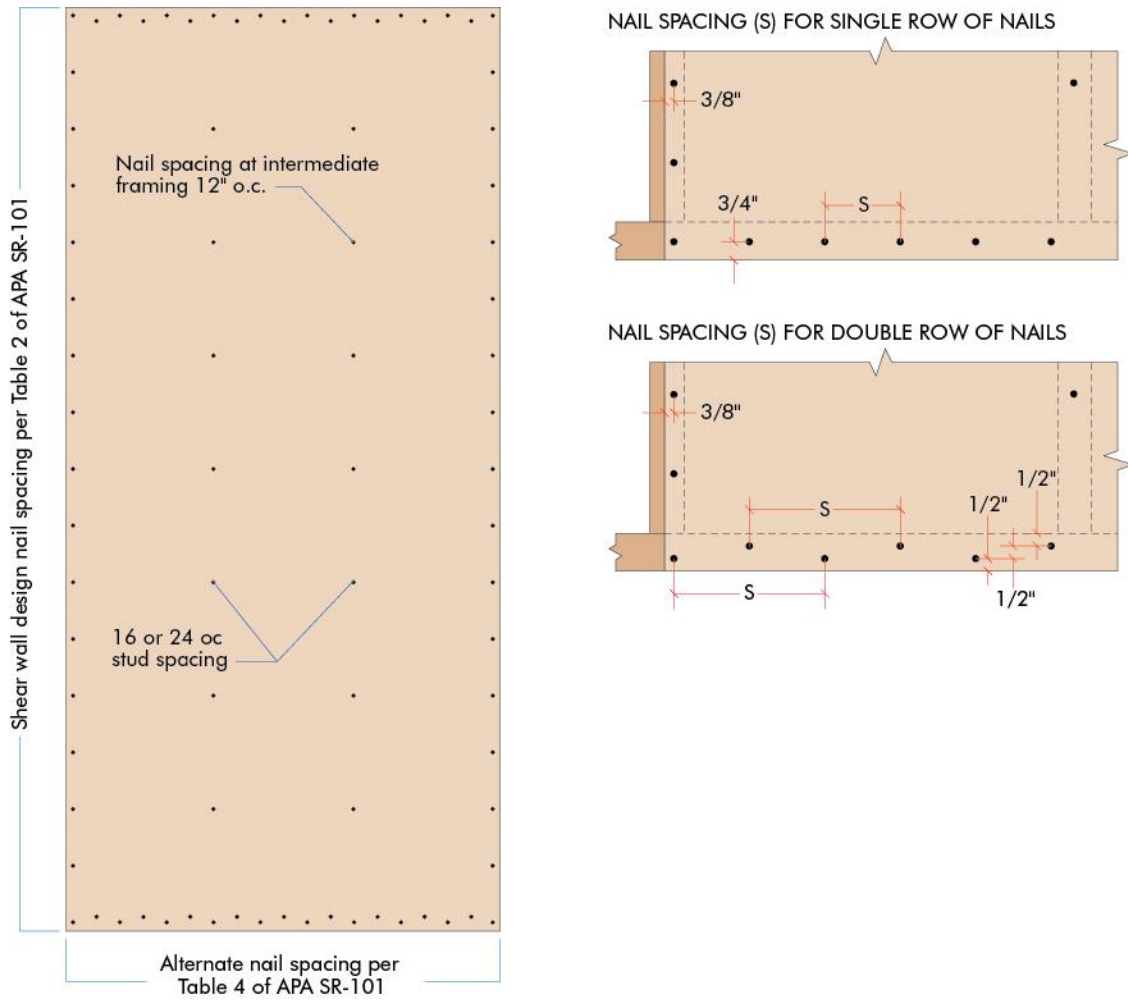 Shear wall design nail spacing per Table 2 of APA SR-101
Nail spacing at intermediate
framing 12" o.c.
16 or 24 oc
stud spacing
Alternate nail spacing per
Table 4 of APA SR-101
NAIL SPACING (S) FOR SINGLE ROW OF NAILS
3/8"
3/4"
S
NAIL SPACING (S) FOR DOUBLE ROW OF NAILS
3/8"
1/2"
1/2"
S
S
1/2"